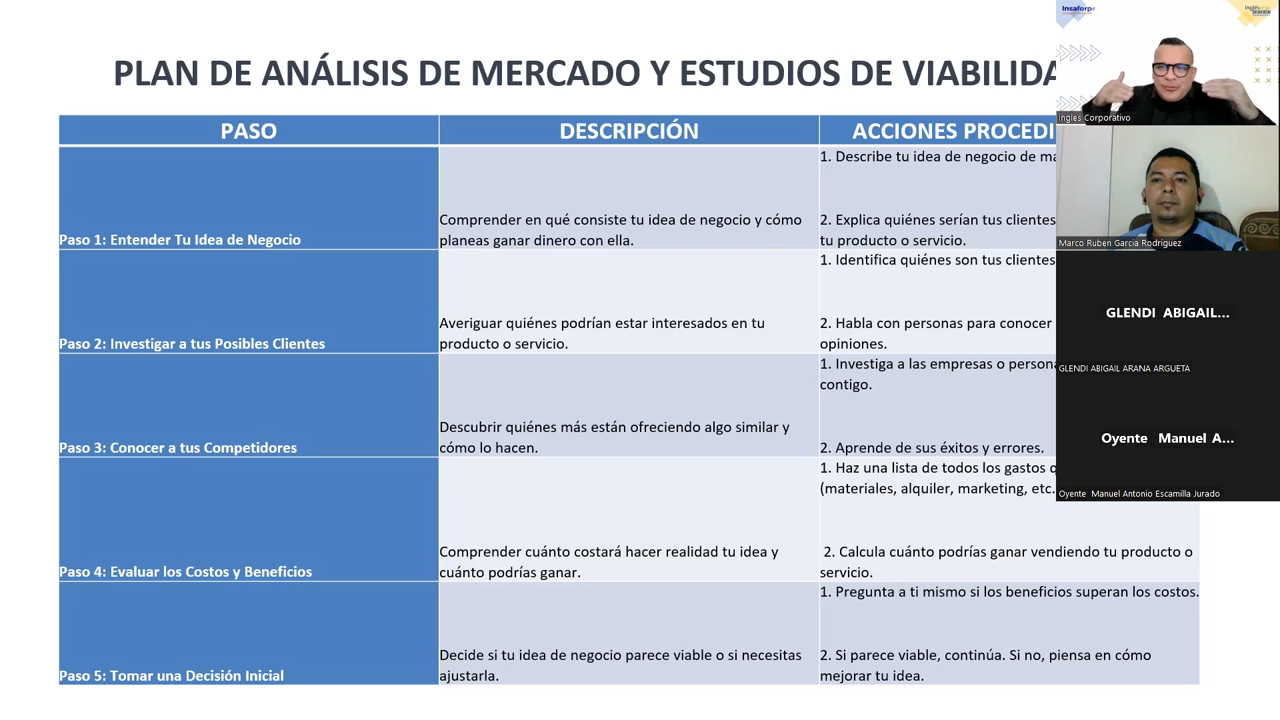 PLAN DE ANÁLISIS DE MERCADO Y ESTUDIOS DE VIABILIDA
PASO
DESCRIPCIÓN
ACCIONES PROCEDI
Paso 1: Entender Tu Idea de Negocio
Comprender en qué consiste tu idea de negocio y cómo
planeas ganar dinero con ella.
1. Describe tu idea de negocio de
2. Explica quiénes serían tus clientes
tu producto o servicio.
Paso 2: Investigar a tus Posibles Clientes
Averiguar quiénes podrían estar interesados en tu
producto o servicio.
1. Identifica quiénes son tus clientes
2. Habla con personas para conocer
opiniones.
Paso 3: Conocer a tus Competidores
Descubrir quiénes más están ofreciendo algo similar y
cómo lo hacen.
1. Investiga a las empresas o person
contigo.
2. Aprende de sus éxitos y errores.
Paso 4: Evaluar los Costos y Beneficios
Comprender cuánto costará hacer realidad tu idea y
cuánto podrías ganar.
1. Haz una lista de todos los gastos
(materiales, alquiler, marketing, etc.
2. Calcula cuánto podrías ganar vendiendo tu producto o
servicio.
Paso 5: Tomar una Decisión Inicial
Decide si tu idea de negocio parece viable o si necesitas
ajustarla.
1. Pregunta a ti mismo si los beneficios superan los costos.
2. Si parece viable, continúa. Si no, piensa en cómo
mejorar tu idea.
Insaforp
Ingles Corporativo
Marco Ruben Garcia Rodriguez
GLENDI ABIGAIL...
GLENDI ABIGAIL ARANA ARGUETA
Oyente Manuel A...
Oyente Manuel Antonio Escamilla Jurado